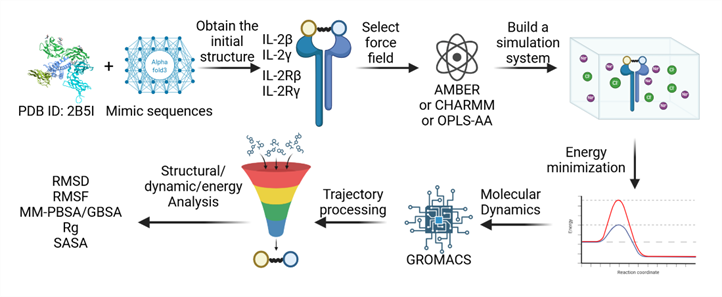 Obtain the
initial
structure
Alpha
fold3
+
PDB ID: 2B5I
Mimic sequences
IL-2β
IL-2γ
IL-2Rβ
IL-2Rγ
Select
force
field
AMBER
or CHARMM
or OPLS-AA
Build a
simulation
system
Energy
minimization
Energy
Reaction coordinate
Molecular
Dynamics
GROMACS
Trajectory
processing
Structural/
dynamic/energy
Analysis
RMSD
RMSF
MM-PBSA/GBSA
Rg
SASA